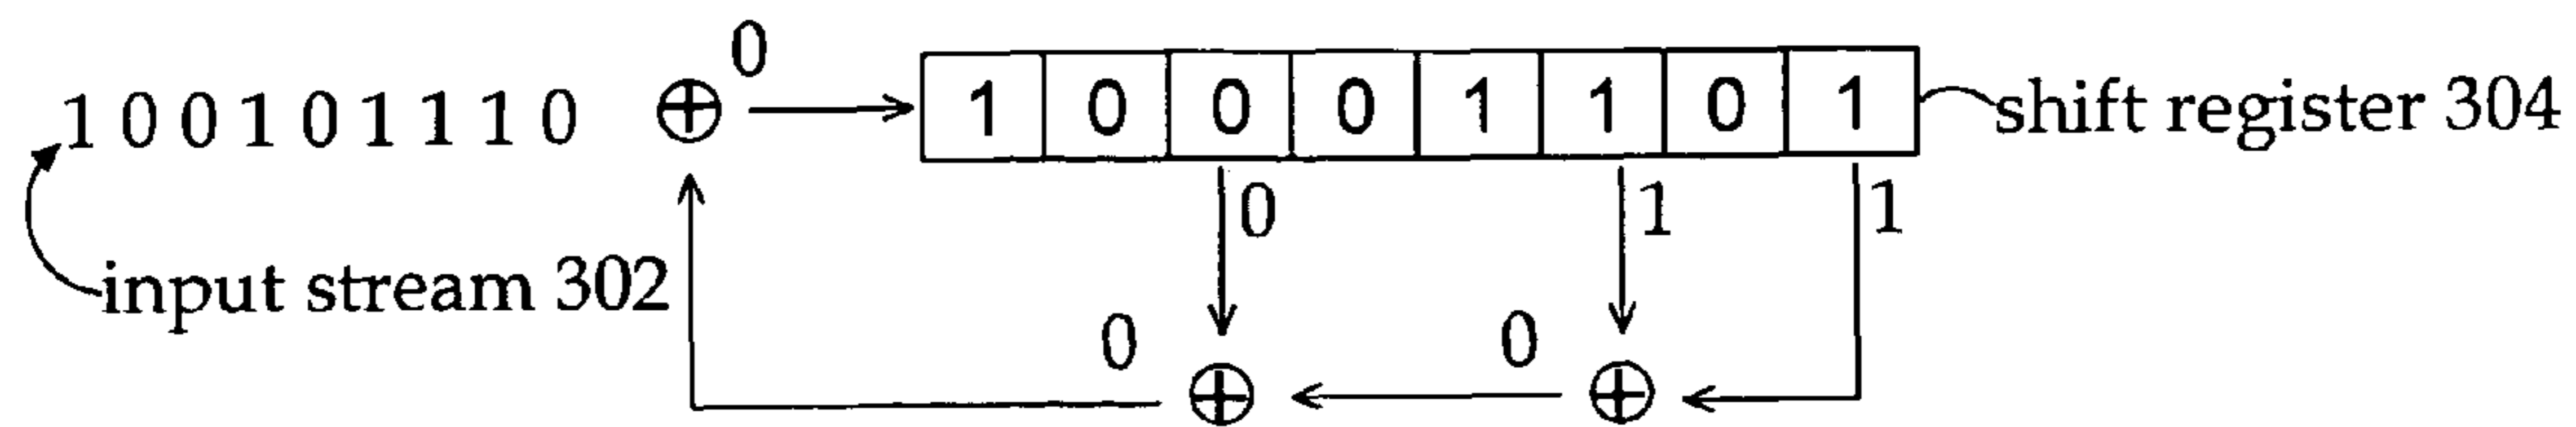 0
1 0 0 1 0 1 1 1 0 ⊕ 1 0 0 0 1 1 0 1 shift register 304
0 1 1
input stream 302
0 0
⊕ ⊕